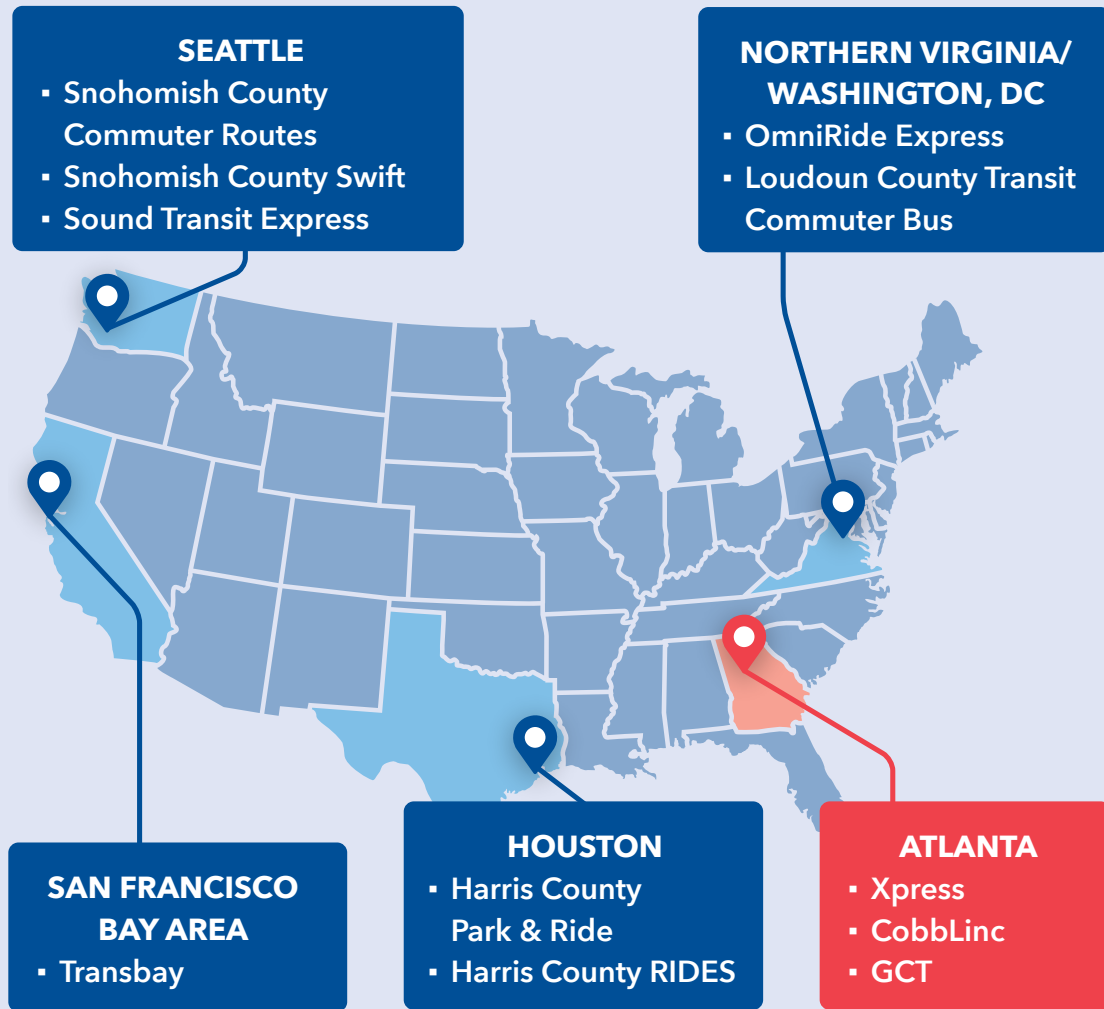 SEATTLE
▪ Snohomish County
Commuter Routes
▪ Snohomish County Swift
▪ Sound Transit Express
NORTHERN VIRGINIA/
WASHINGTON, DC
▪ OmniRide Express
▪ Loudoun County Transit
Commuter Bus
SAN FRANCISCO
BAY AREA
▪ Transbay
HOUSTON
▪ Harris County
Park & Ride
▪ Harris County RIDES
ATLANTA
▪ Xpress
▪ CobbLinc
▪ GCT